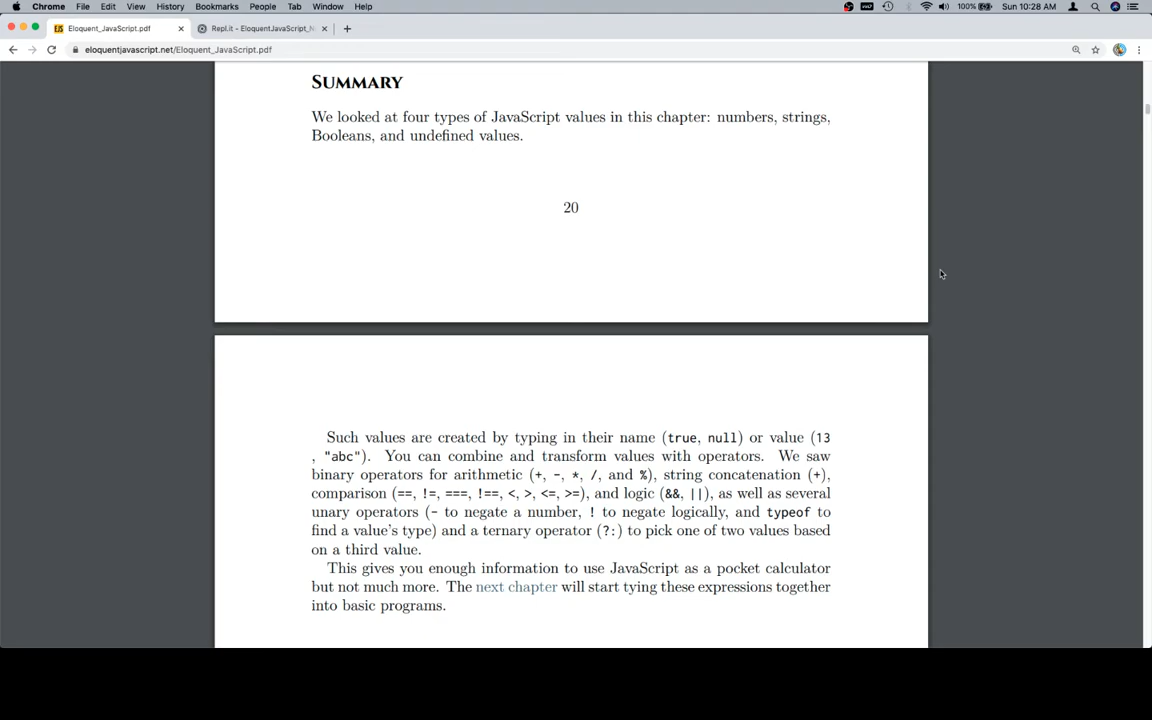 Chrome File Edit View History Bookmarks People Tab Window Help 100% Sun 10:28 AM
Eloquent_JavaScript.pdf Repl.it - EloquentJavaScript_N
eloquentjavascript.net/Eloquent_JavaScript.pdf
SUMMARY
We looked at four types of JavaScript values in this chapter: numbers, strings,
Booleans, and undefined values.
20
Such values are created by typing in their name (true, null) or value (13
, "abc"). You can combine and transform values with operators. We saw
binary operators for arithmetic (+, -, *, /, and %), string concatenation (+),
comparison (==, !=, ===, !==, <, >, <=, >=), and logic (&&, ||), as well as several
unary operators (- to negate a number, ! to negate logically, and typeof to
find a value's type) and a ternary operator (?:) to pick one of two values based
on a third value.
This gives you enough information to use JavaScript as a pocket calculator
but not much more. The next chapter will start tying these expressions together
into basic programs.